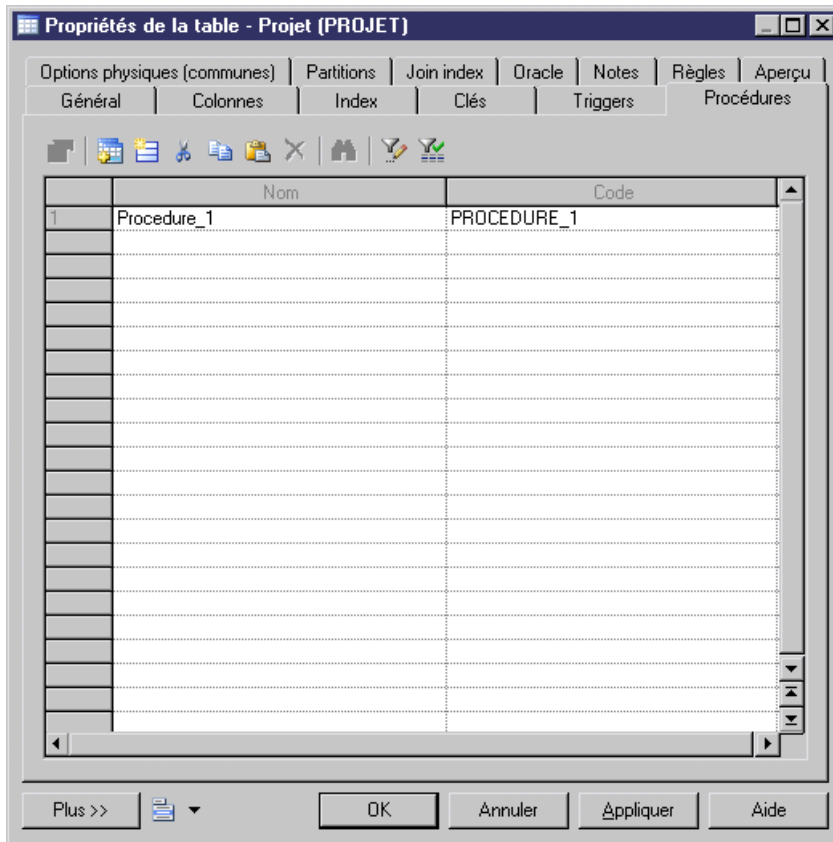 Propriétés de la table - Projet (PROJET)
Options physiques (communes) Partitions Join index Oracle Notes Règles Aperçu
Général Colonnes Index Clés Triggers Procédures
Nom Code
1 Procedure_1 PROCEDURE_1
Plus >> OK Annuler Appliquer Aide